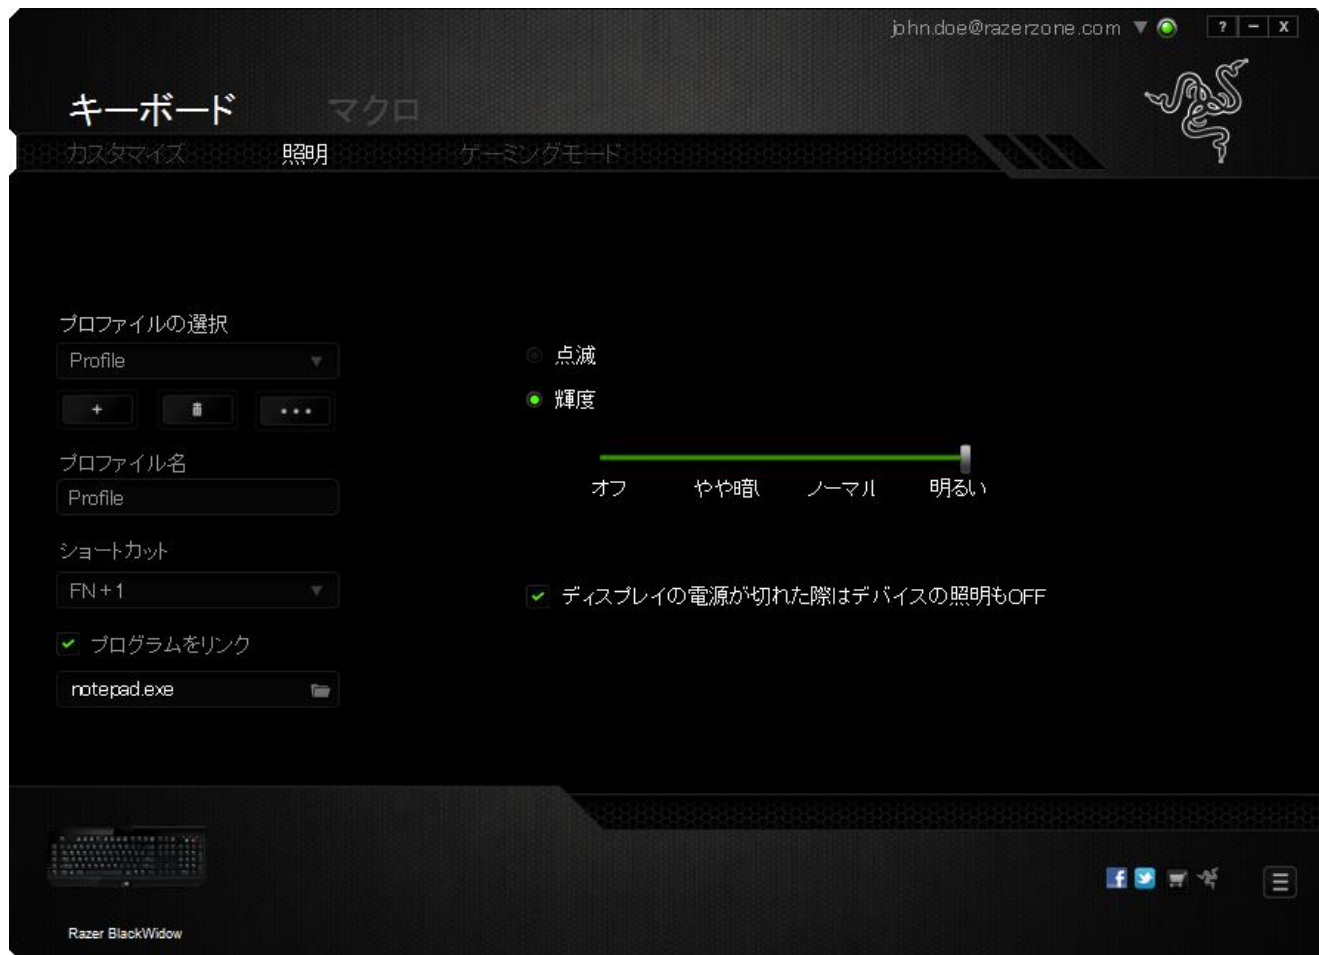 john.doe@razerzone.com
? – X
キーボード マクロ
カスタマイズ 照明 ゲーミングモード
プロファイルの選択
Profile
点滅
輝度
プロファイル名
オフ やや暗い ノーマル 明るい
Profile
ショートカット
FN + 1
ディスプレイの電源が切れた際はデバイスの照明もOFF
プログラムをリンク
notepad.exe
Razer BlackWidow